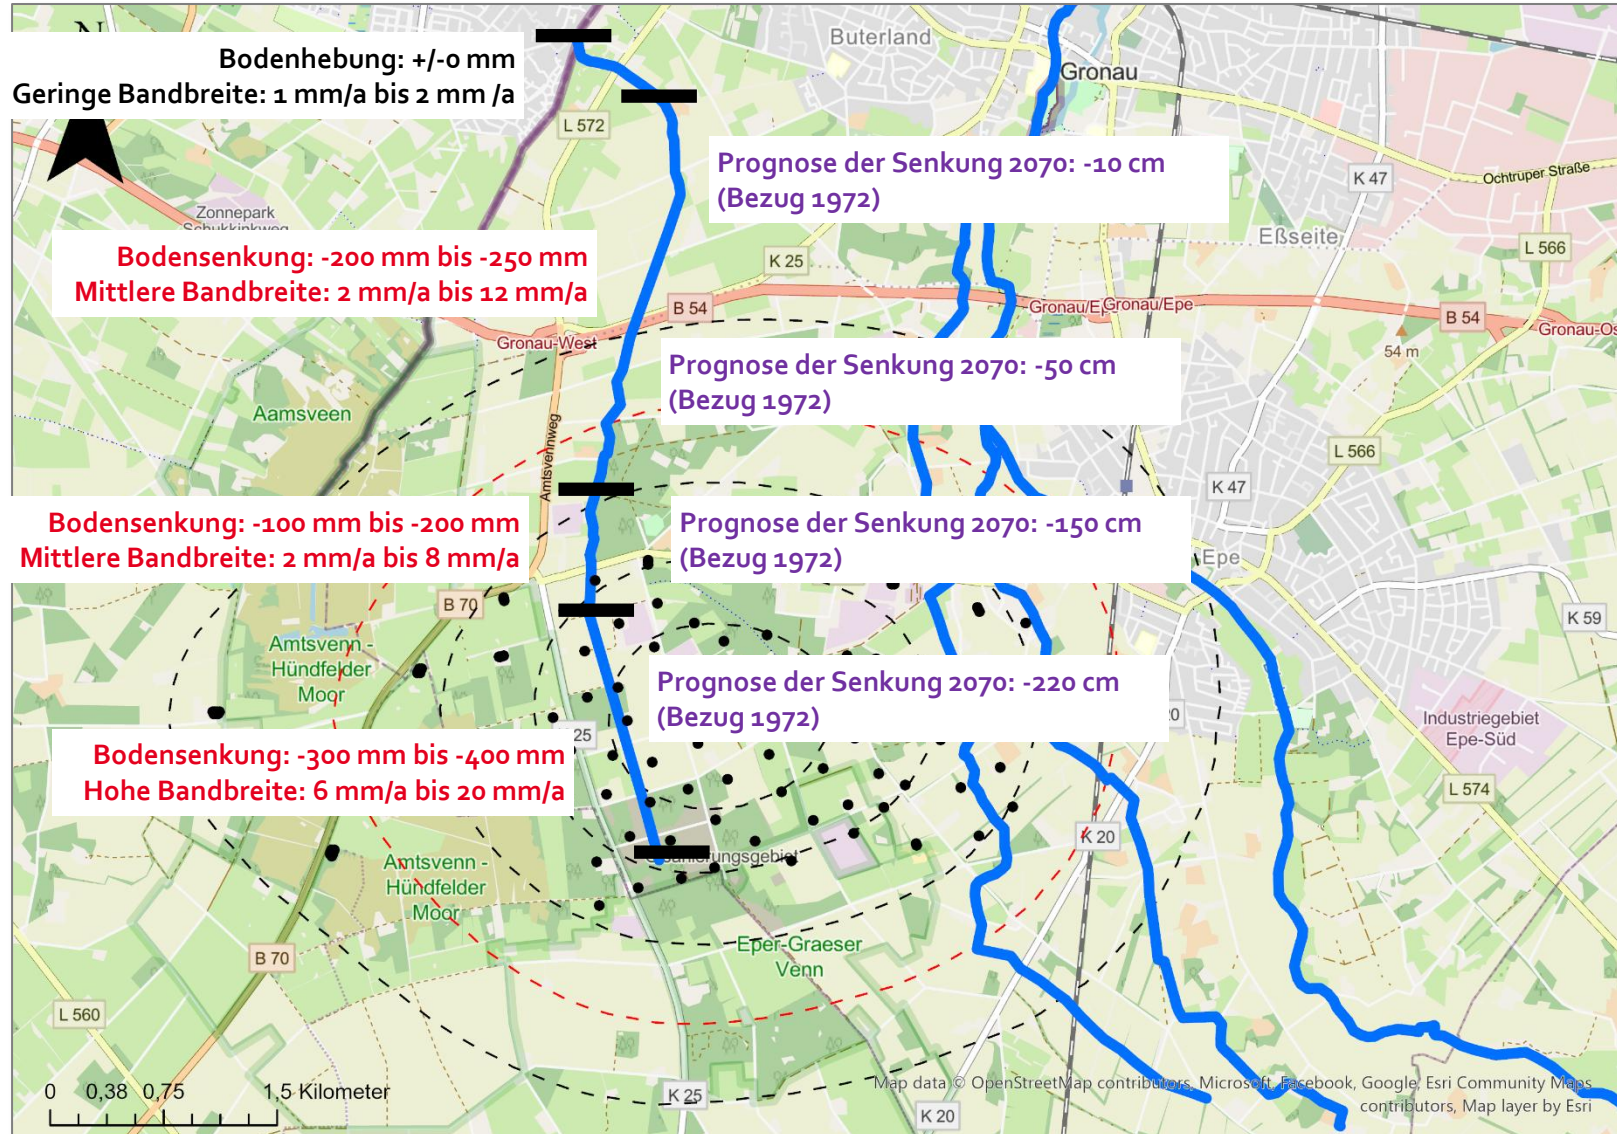 N
Buterland
Gronau
Bodenhebung: +/-0 mm
Geringe Bandbreite: 1 mm/a bis 2 mm /a
L 572
Prognose der Senkung 2070: -10 cm
(Bezug 1972)
K 47
Ochtruper Straße
Zonnepark
Schukkinkweg
Eßseite
L 566
Bodensenkung: -200 mm bis -250 mm
Mittlere Bandbreite: 2 mm/a bis 12 mm/a
K 25
B 54
Gronau/Ep
Gronau/Epe
B 54
Gronau-Os
Gronau-West
54 m
Prognose der Senkung 2070: -50 cm
(Bezug 1972)
Aamsveen
Amtsvennweg
L 566
K 47
Bodensenkung: -100 mm bis -200 mm
Mittlere Bandbreite: 2 mm/a bis 8 mm/a
Prognose der Senkung 2070: -150 cm
(Bezug 1972)
Epe
B 70
K 59
Amtsvenn -
Hündfelder
Moor
Prognose der Senkung 2070: -220 cm
(Bezug 1972)
20
Industriegebiet
Epe-Süd
25
Bodensenkung: -300 mm bis -400 mm
Hohe Bandbreite: 6 mm/a bis 20 mm/a
L 574
K 20
Amtsvenn -
Hündfelder
Moor
Eper-Graeser
Venn
B 70
L 560
0 0,38 0,75 1,5 Kilometer
K 25
K 20
Map data © OpenStreetMap contributors, Microsoft, Facebook, Google, Esri Community Maps
contributors, Map layer by Esri